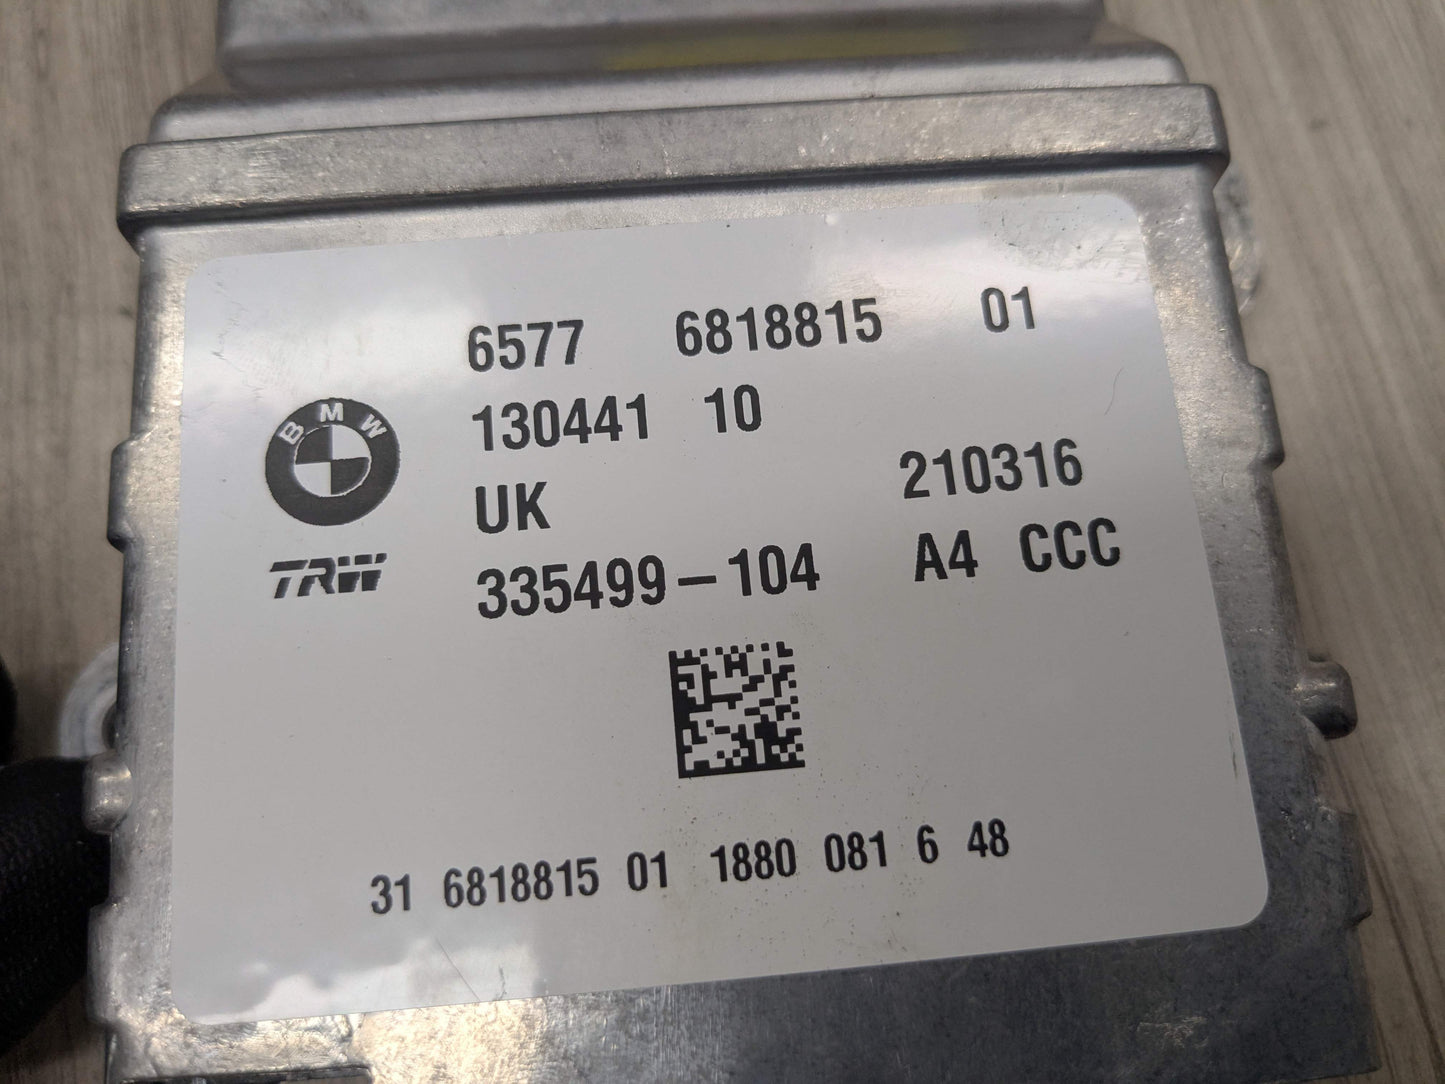 6577 6818815 01
130441 10
UK 210316
335499-104 A4 CCC
BMW
TRW
31 6818815 01 1880 081 6 48